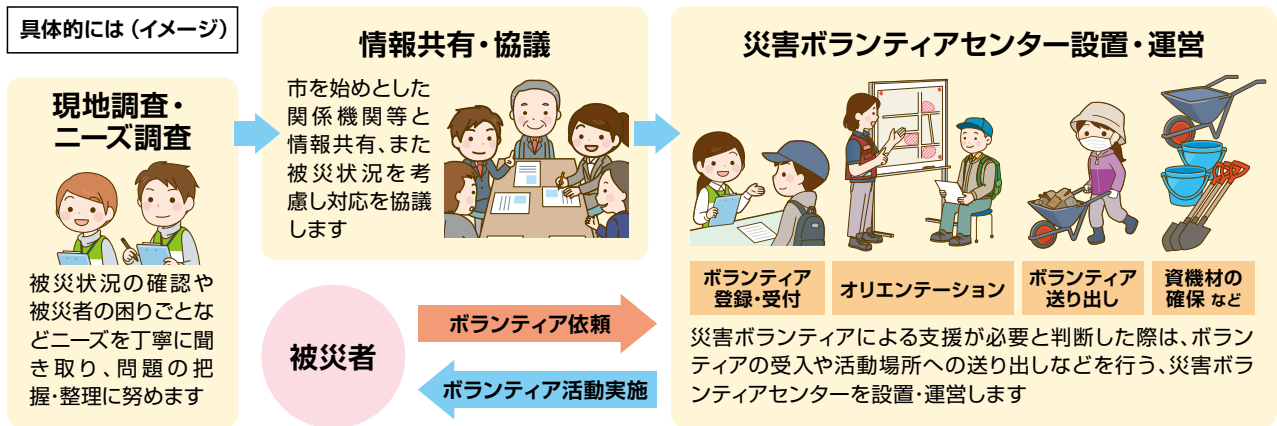 具体的には（イメージ）
現地調査・
ニーズ調査
被災状況の確認や
被災者の困りごとな
どニーズを丁寧に聞
き取り、問題の把
握・整理に努めます
情報共有・協議
市を始めとした
関係機関等と
情報共有、また
被災状況を考
慮し対応を協議
します
災害ボランティアセンター設置・運営
ボランティア
登録・受付
オリエンテーション
ボランティア
送り出し
資機材の
確保 など
災害ボランティアによる支援が必要と判断した際は、ボラン
ティアの受入や活動場所への送り出しなどを行う、災害ボ
ランティアセンターを設置・運営します
被災者
ボランティア依頼
ボランティア活動実施